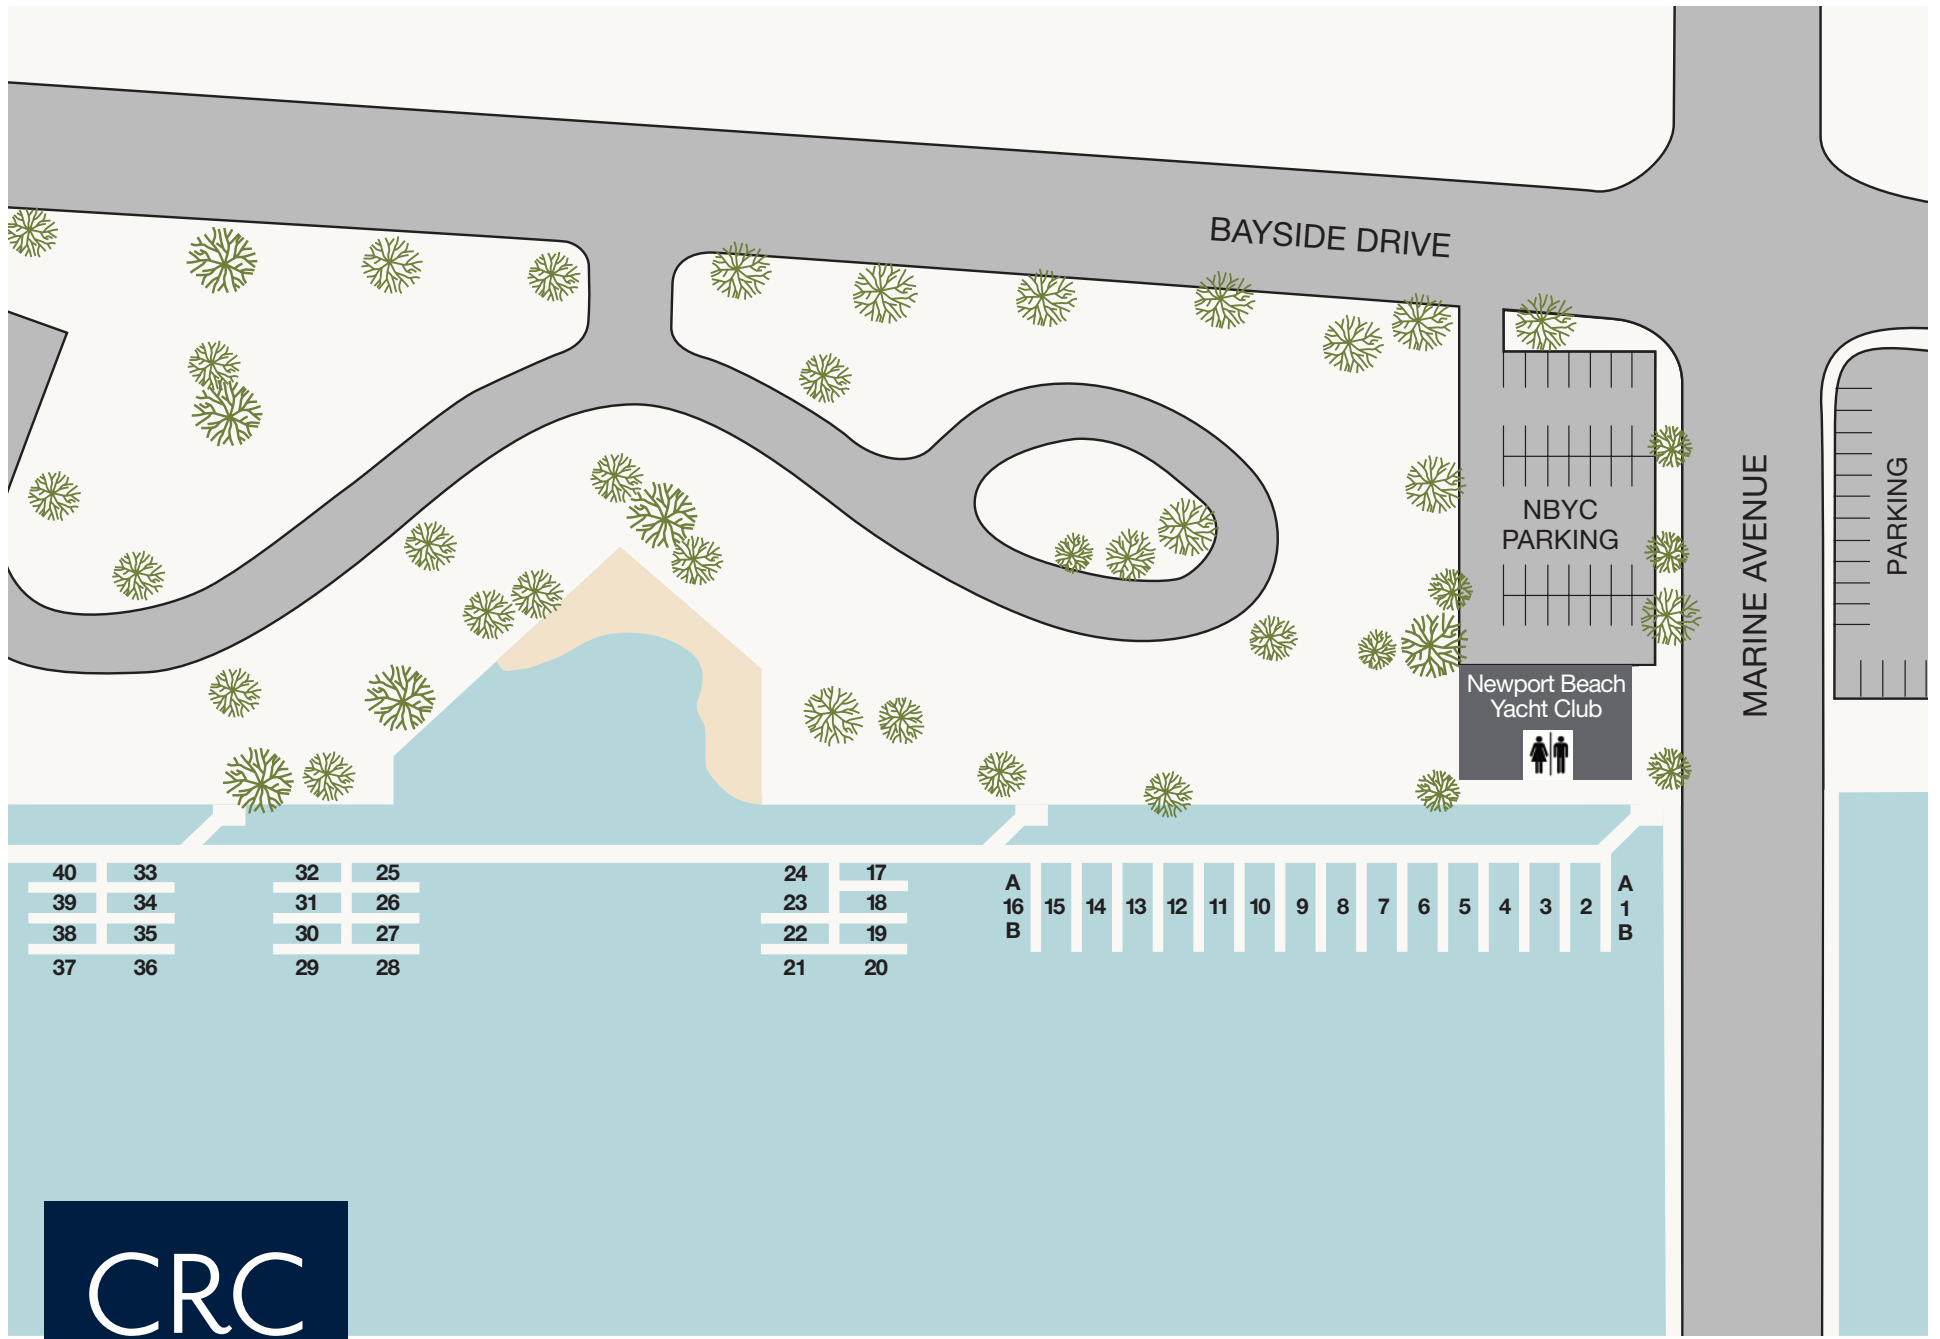 BAYSIDE DRIVE
NBYC
PARKING
MARINE AVENUE
PARKING
Newport Beach
Yacht Club
40 33 32 25 24 17
39 34 31 26 23 18
38 35 30 27 22 19
37 36 29 28 21 20
A
16
B
15 14 13 12 11 10 9 8 7 6 5 4 3 2
A
1
B
CRC